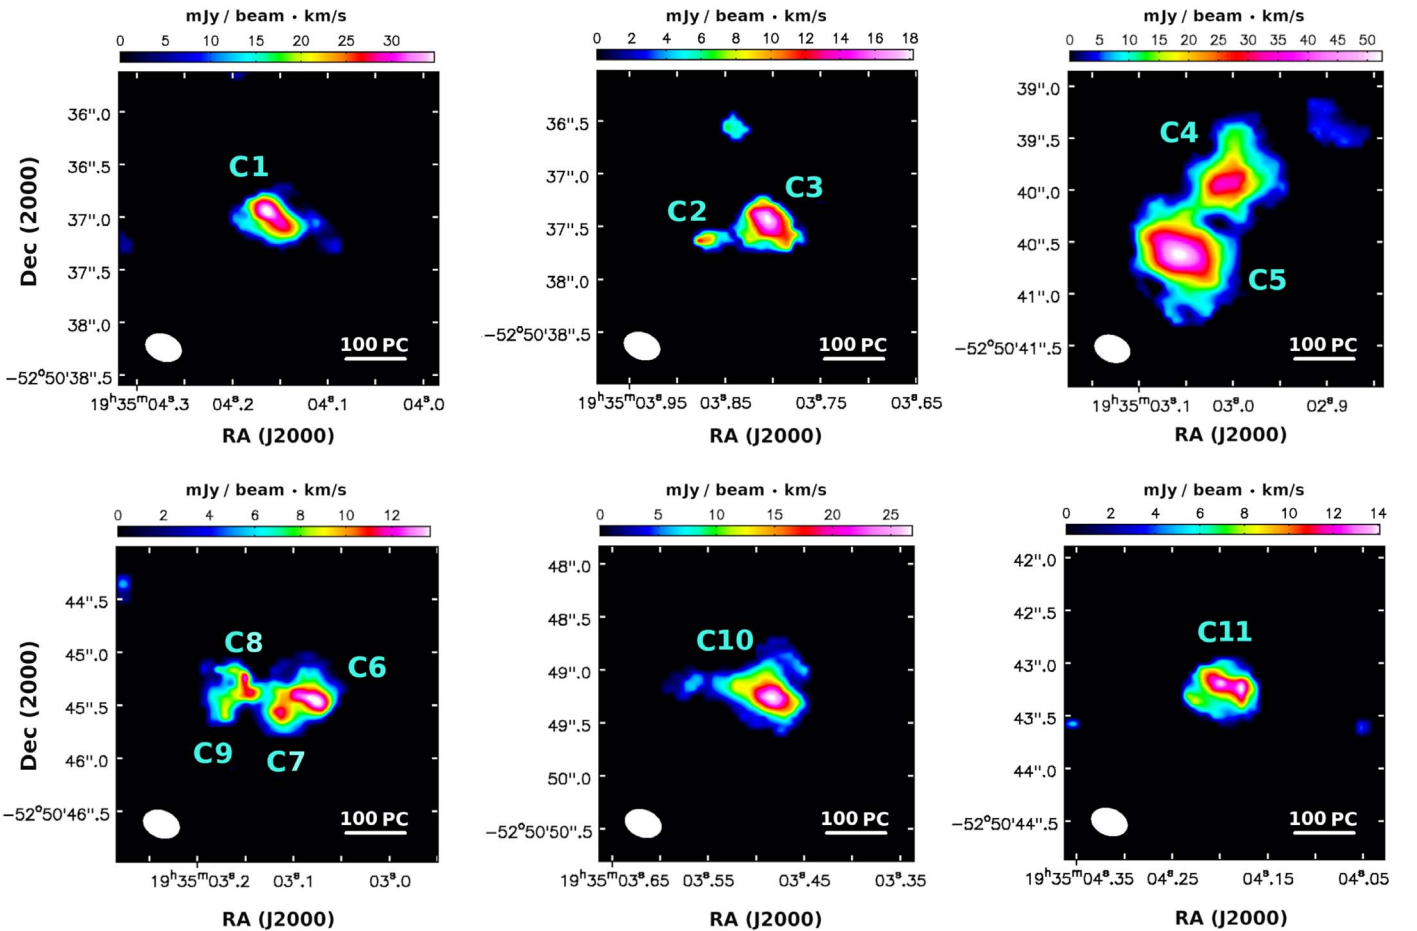 mJy / beam • km/s
0 5 10 15 20 25 30
36".0
36".5
37".0
37".5
38".0
−52°50'38".5
Dec (2000)
C1
100 PC
19h35m04s.3 04s.2 04s.1 04s.0
RA (J2000)
mJy / beam • km/s
0 2 4 6 8 10 12 14 16 18
36".5
37".0
37".5
38".0
−52°50'38".5
C2
C3
100 PC
19h35m03s.95 03s.85 03s.75 03s.65
RA (J2000)
mJy / beam • km/s
0 5 10 15 20 25 30 35 40 45 50
39".0
39".5
40".0
40".5
41".0
−52°50'41".5
C4
C5
100 PC
19h35m03s.1 03s.0 02s.9
RA (J2000)
mJy / beam • km/s
0 2 4 6 8 10 12
44".5
45".0
45".5
46".0
−52°50'46".5
Dec (2000)
C8
C6
C9
C7
100 PC
19h35m03s.2 03s.1 03s.0
RA (J2000)
mJy / beam • km/s
0 5 10 15 20 25
48".0
48".5
49".0
49".5
50".0
−52°50'50".5
C10
100 PC
19h35m03s.65 03s.55 03s.45 03s.35
RA (J2000)
mJy / beam • km/s
0 2 4 6 8 10 12 14
42".0
42".5
43".0
43".5
44".0
−52°50'44".5
C11
100 PC
19h35m04s.35 04s.25 04s.15 04s.05
RA (J2000)